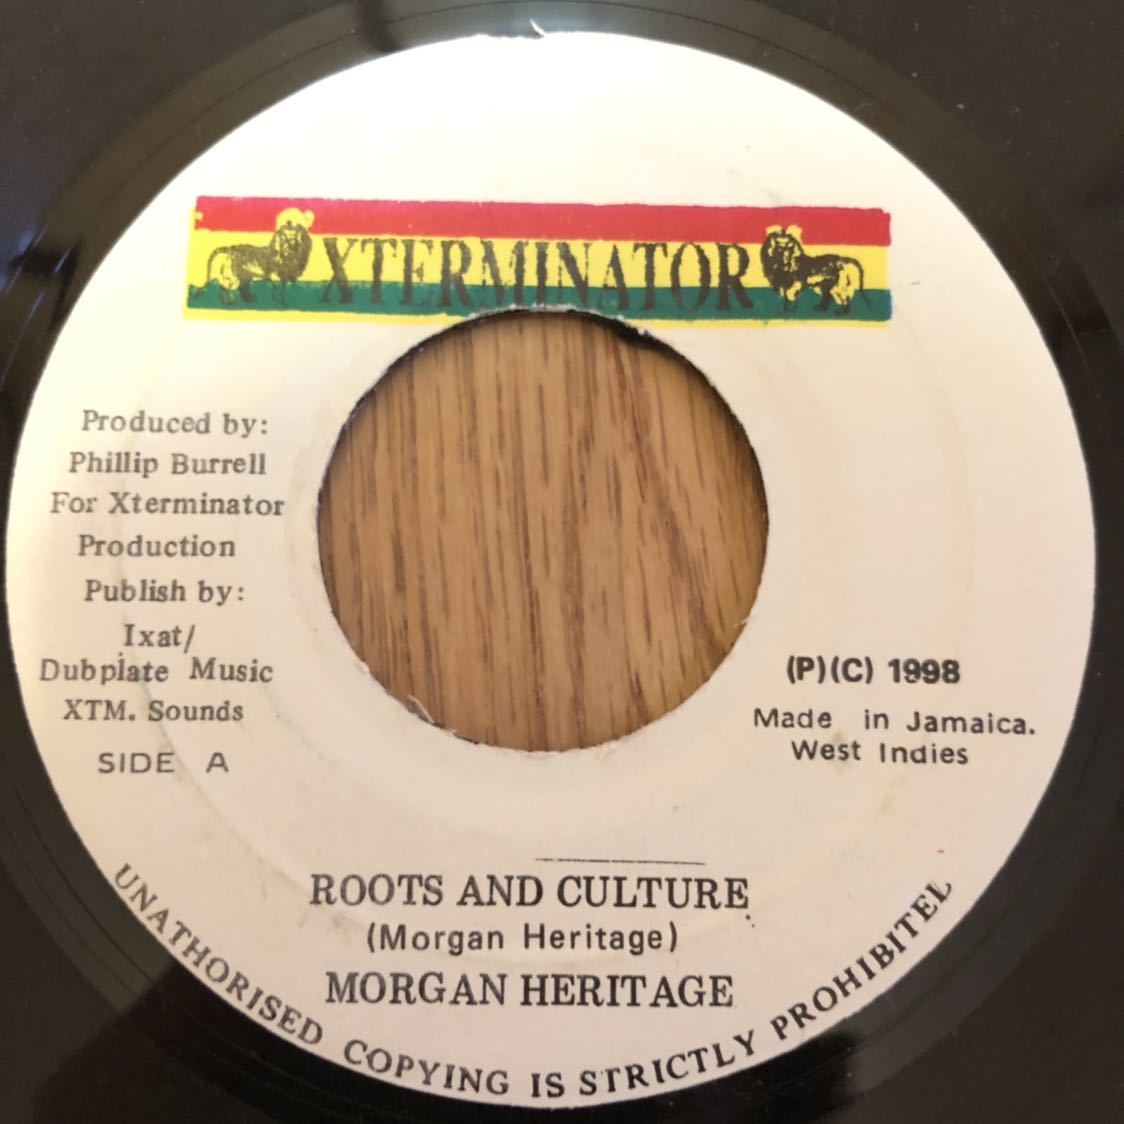 XTERMINATOR
Produced by:
Phillip Burrell
For Xterminator
Production
Publish by:
Ixat/
Dubplate Music
XTM. Sounds
SIDE A
(P)(C) 1998
Made in Jamaica.
West Indies
ROOTS AND CULTURE
(Morgan Heritage)
MORGAN HERITAGE
UNATHORISED COPYING IS STRICTLY PROHIBITEL